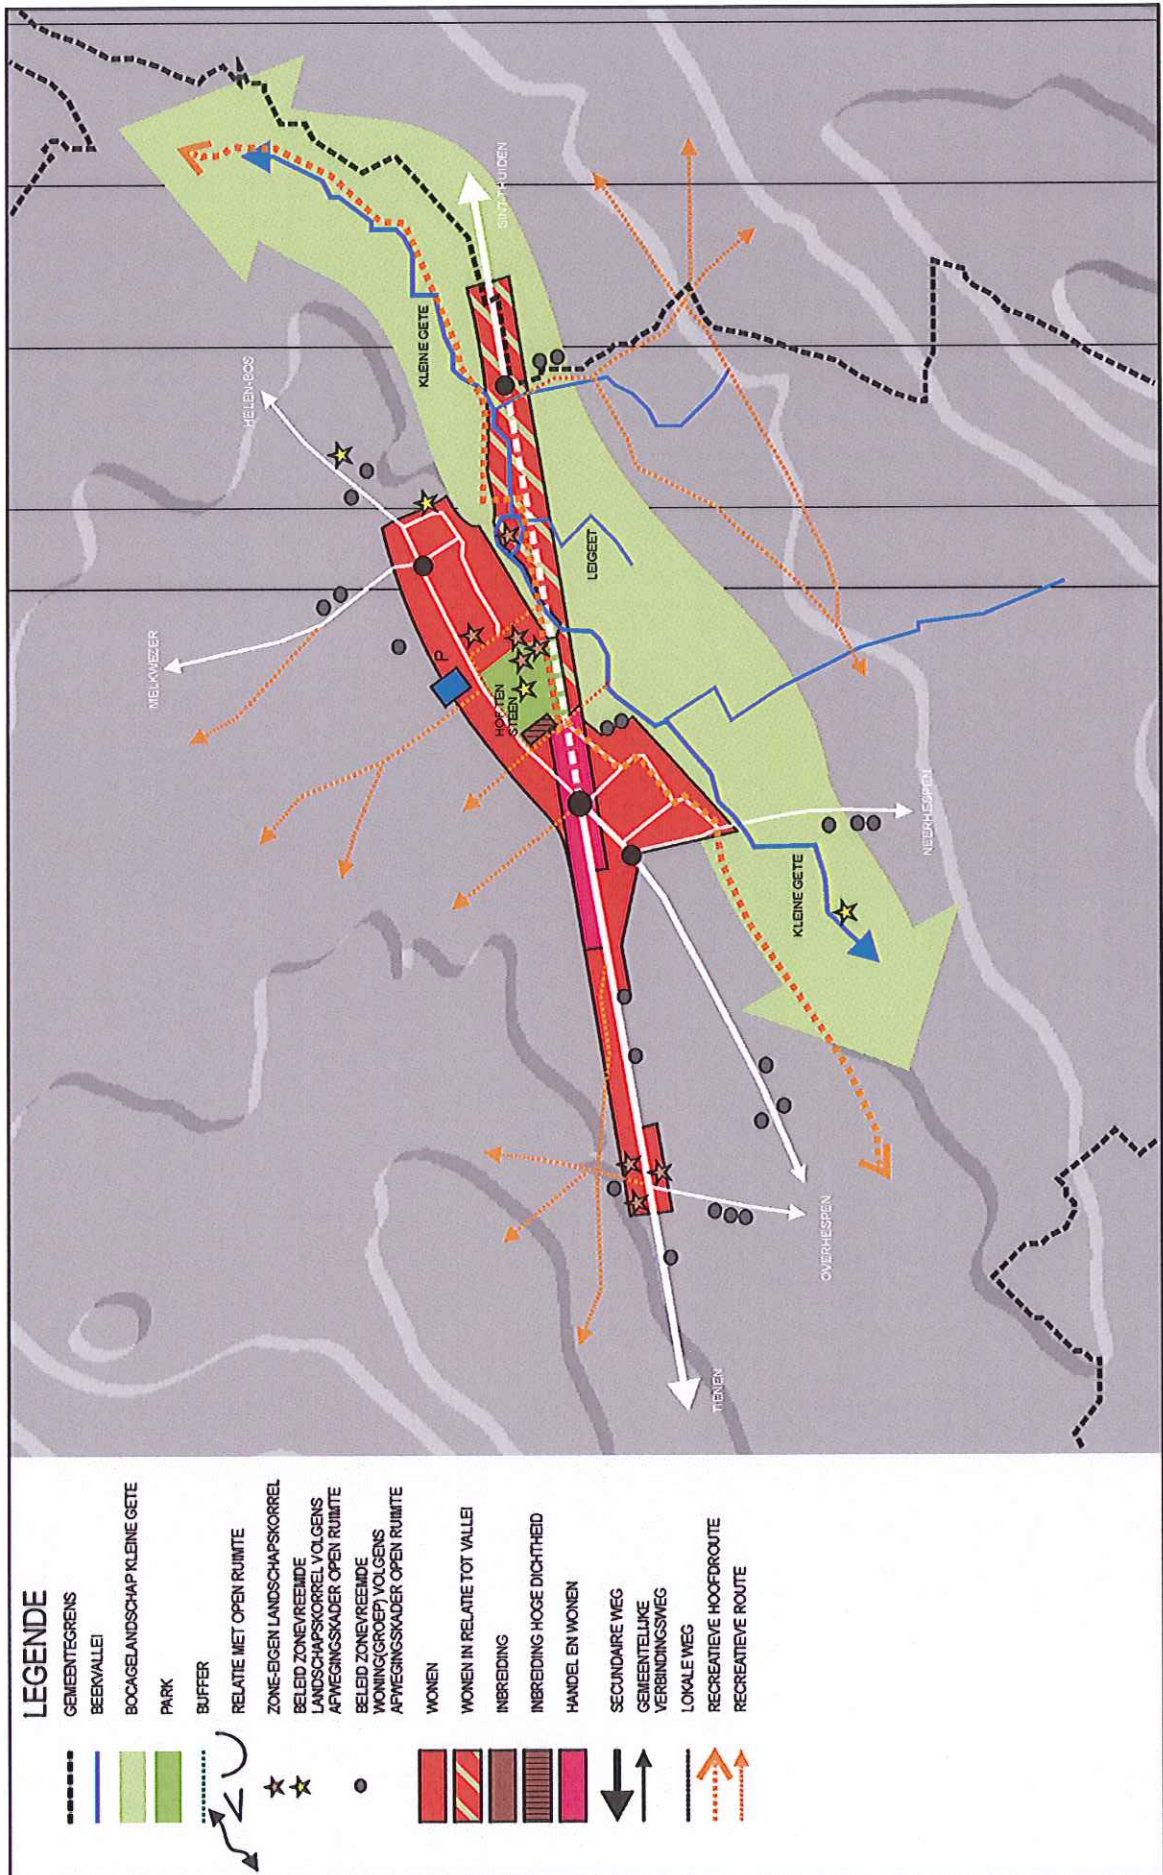 LEGENDE
GEMEENTEGRENS
BEEKVALLEI
BOCAGELANDSCHAP KLEINE GETE
PARK
BUFFER
RELATIE MET OPEN RUIMTE
ZONE-EIGEN LANDSCHAPSKORREL
BELEID ZONEVREEMDE
LANDSCHAPSKORREL VOLGENS
AFWEGINGSKADER OPEN RUIMTE
BELEID ZONEVREEMDE
WONING(GROEP) VOLGENS
AFWEGINGSKADER OPEN RUIMTE
WONEN
WONEN IN RELATIE TOT VALLEI
INBREIDING
INBREIDING HOGE DICHTHEID
HANDEL EN WONEN
SECUNDAIRE WEG
GEMEENTELIJKE
VERBINDINGSWEG
LOKALE WEG
RECREATIEVE HOOFDROUTE
RECREATIEVE ROUTE
MELKWEZER
HELEN-BOS
KLEINE GETE
SINT-TRUIDEN
P
HOF TEN
STEEN
LEIGEET
KLEINE GETE
NEERHESPEN
OVERHESPEN
TIENEN